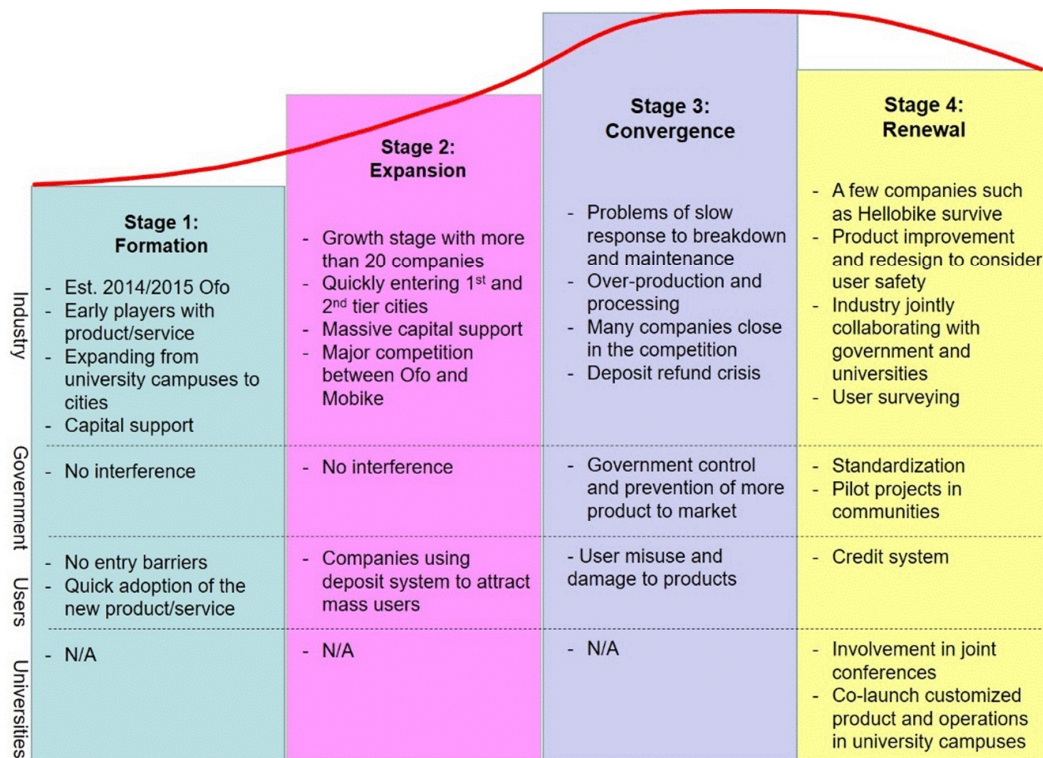 Stage 1:
Formation
Stage 2:
Expansion
Stage 3:
Convergence
Stage 4:
Renewal
Industry
- Est. 2014/2015 Ofo
- Early players with
product/service
- Expanding from
university campuses to
cities
- Capital support
- Growth stage with more
than 20 companies
- Quickly entering 1st and
2nd tier cities
- Massive capital support
- Major competition
between Ofo and
Mobike
- Problems of slow
response to breakdown
and maintenance
- Over-production and
processing
- Many companies close
in the competition
- Deposit refund crisis
- A few companies such
as Hellobike survive
- Product improvement
and redesign to consider
user safety
- Industry jointly
collaborating with
government and
universities
- User surveying
Government
- No interference
- No interference
- Government control
and prevention of more
product to market
- Standardization
- Pilot projects in
communities
Users
- No entry barriers
- Quick adoption of the
new product/service
- Companies using
deposit system to attract
mass users
- User misuse and
damage to products
- Credit system
Universities
- N/A
- N/A
- N/A
- Involvement in joint
conferences
- Co-launch customized
product and operations
in university campuses